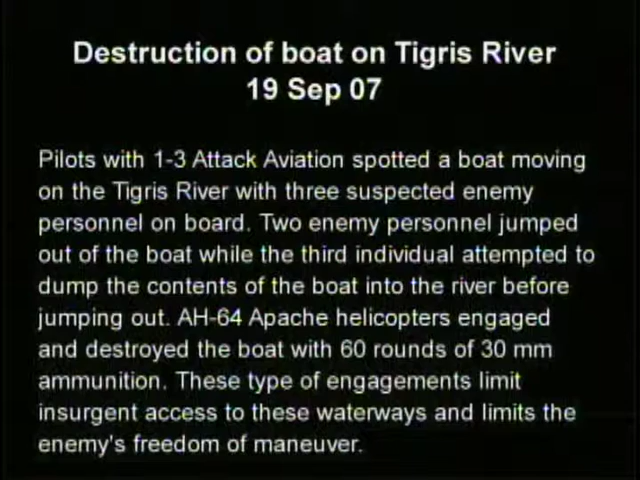 Destruction of boat on Tigris River
19 Sep 07
Pilots with 1-3 Attack Aviation spotted a boat moving
on the Tigris River with three suspected enemy
personnel on board. Two enemy personnel jumped
out of the boat while the third individual attempted to
dump the contents of the boat into the river before
jumping out. AH-64 Apache helicopters engaged
and destroyed the boat with 60 rounds of 30 mm
ammunition. These type of engagements limit
insurgent access to these waterways and limits the
enemy's freedom of maneuver.